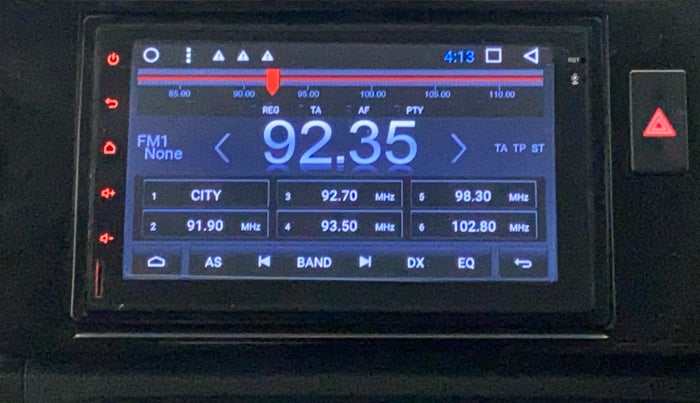 4:13
RST
85.00 90.00 95.00 100.00 105.00 110.00
REG TA AF PTY
FM1
None
92.35
TA TP ST
1 CITY 3 92.70 MHz 5 98.30 MHz
2 91.90 MHz 4 93.50 MHz 6 102.80 MHz
AS BAND DX EQ